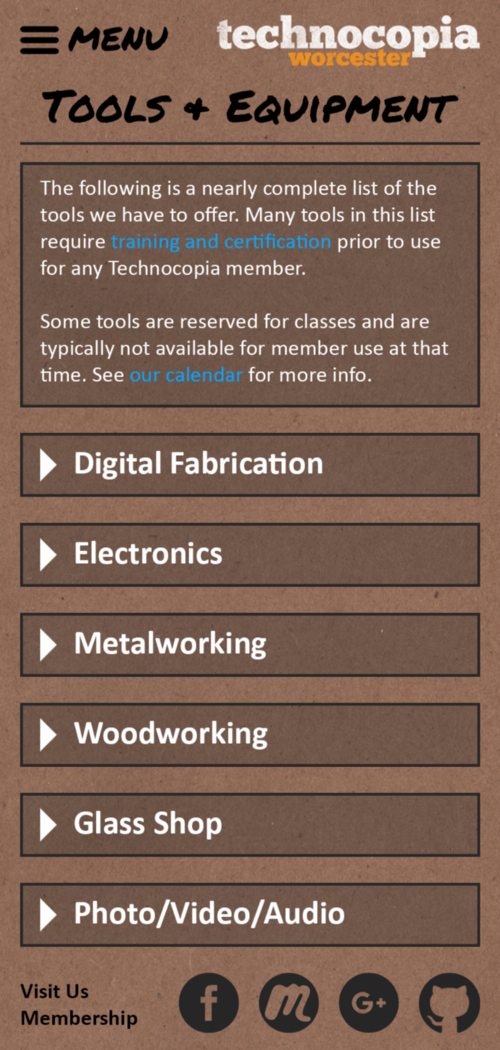 MENU
technocopia
worcester
TOOLS & EQUIPMENT
The following is a nearly complete list of the
tools we have to offer. Many tools in this list
require training and certification prior to use
for any Technocopia member.
Some tools are reserved for classes and are
typically not available for member use at that
time. See our calendar for more info.
Digital Fabrication
Electronics
Metalworking
Woodworking
Glass Shop
Photo/Video/Audio
Visit Us
Membership
f
m
G+